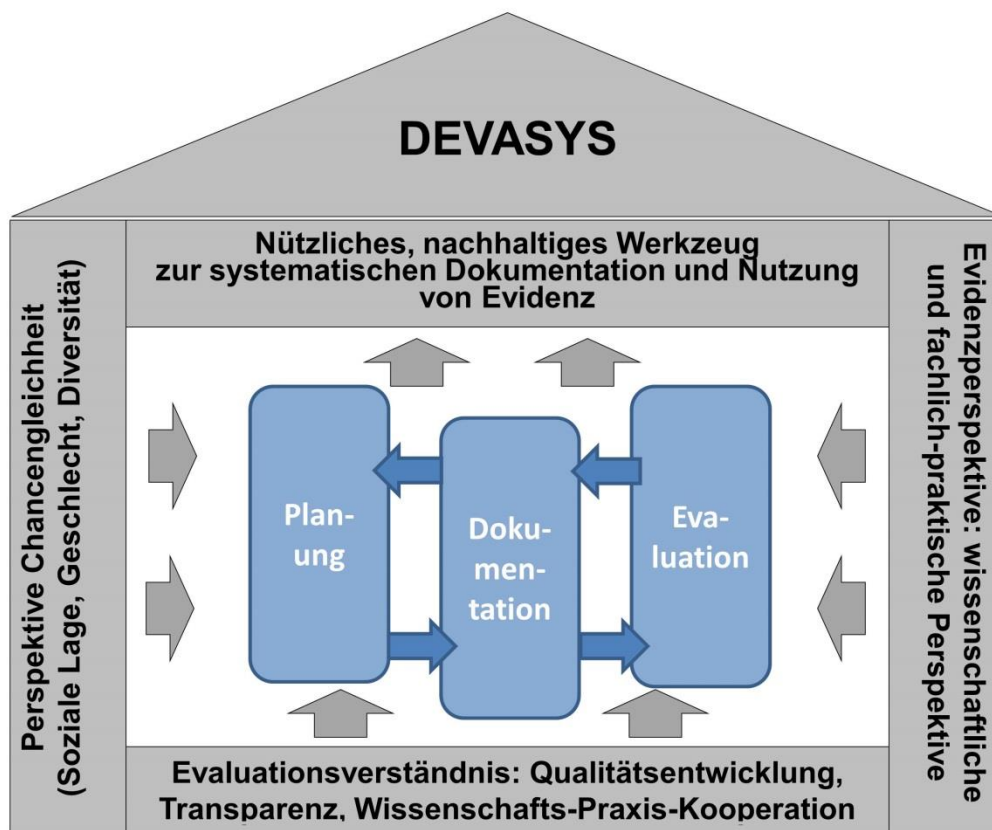 DEVASYS
Nützliches, nachhaltiges Werkzeug
zur systematischen Dokumentation und Nutzung
von Evidenz
Perspektive Chancengleichheit
(Soziale Lage, Geschlecht, Diversität)
Plan-
ung
Doku-
men-
tation
Eva-
luation
Evidenzperspektive: wissenschaftliche
und fachlich-praktische Perspektive
Evaluationsverständnis: Qualitätsentwicklung,
Transparenz, Wissenschafts-Praxis-Kooperation